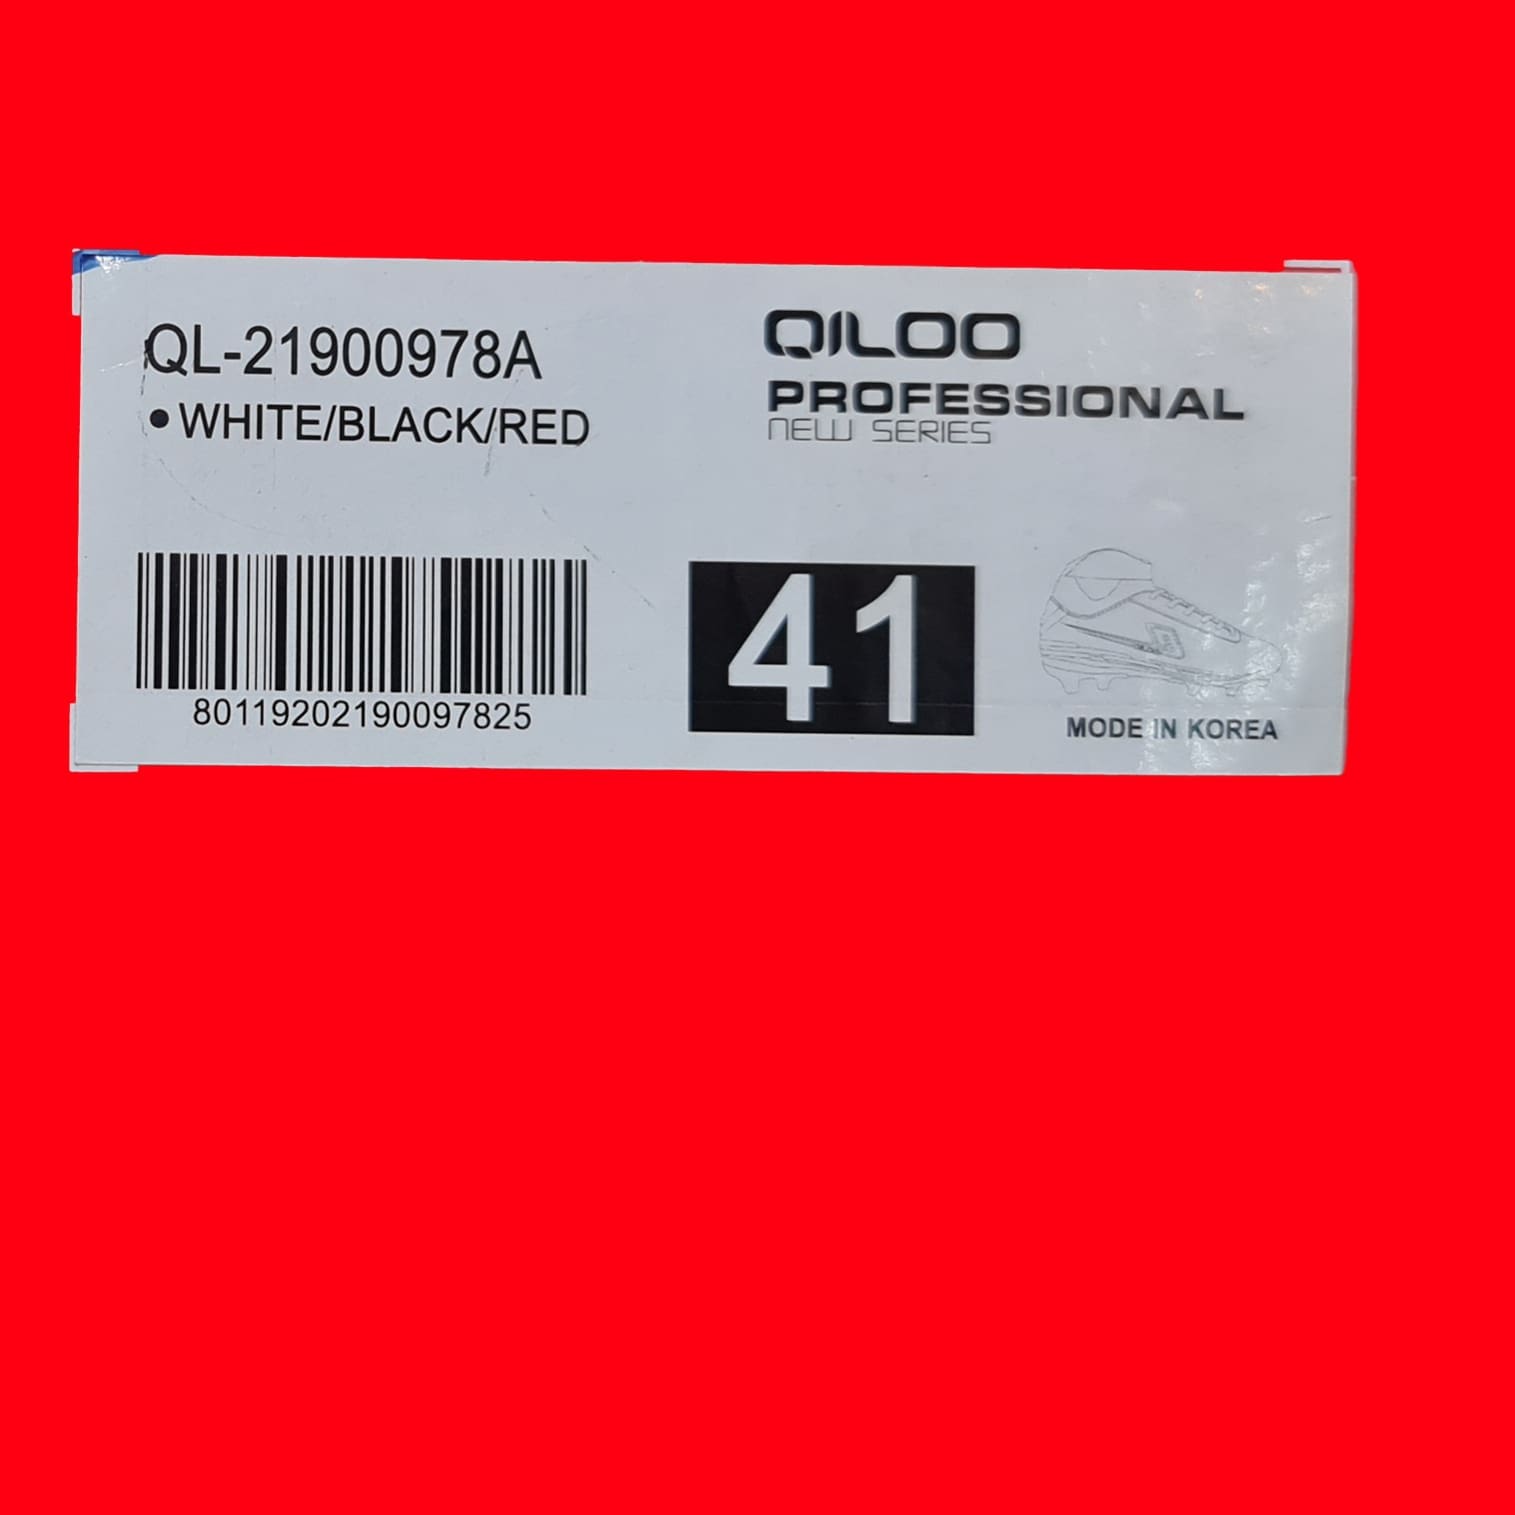 QL-21900978A
• WHITE/BLACK/RED
QILOO
PROFESSIONAL
NEW SERIES
80119202190097825
41
MODE IN KOREA